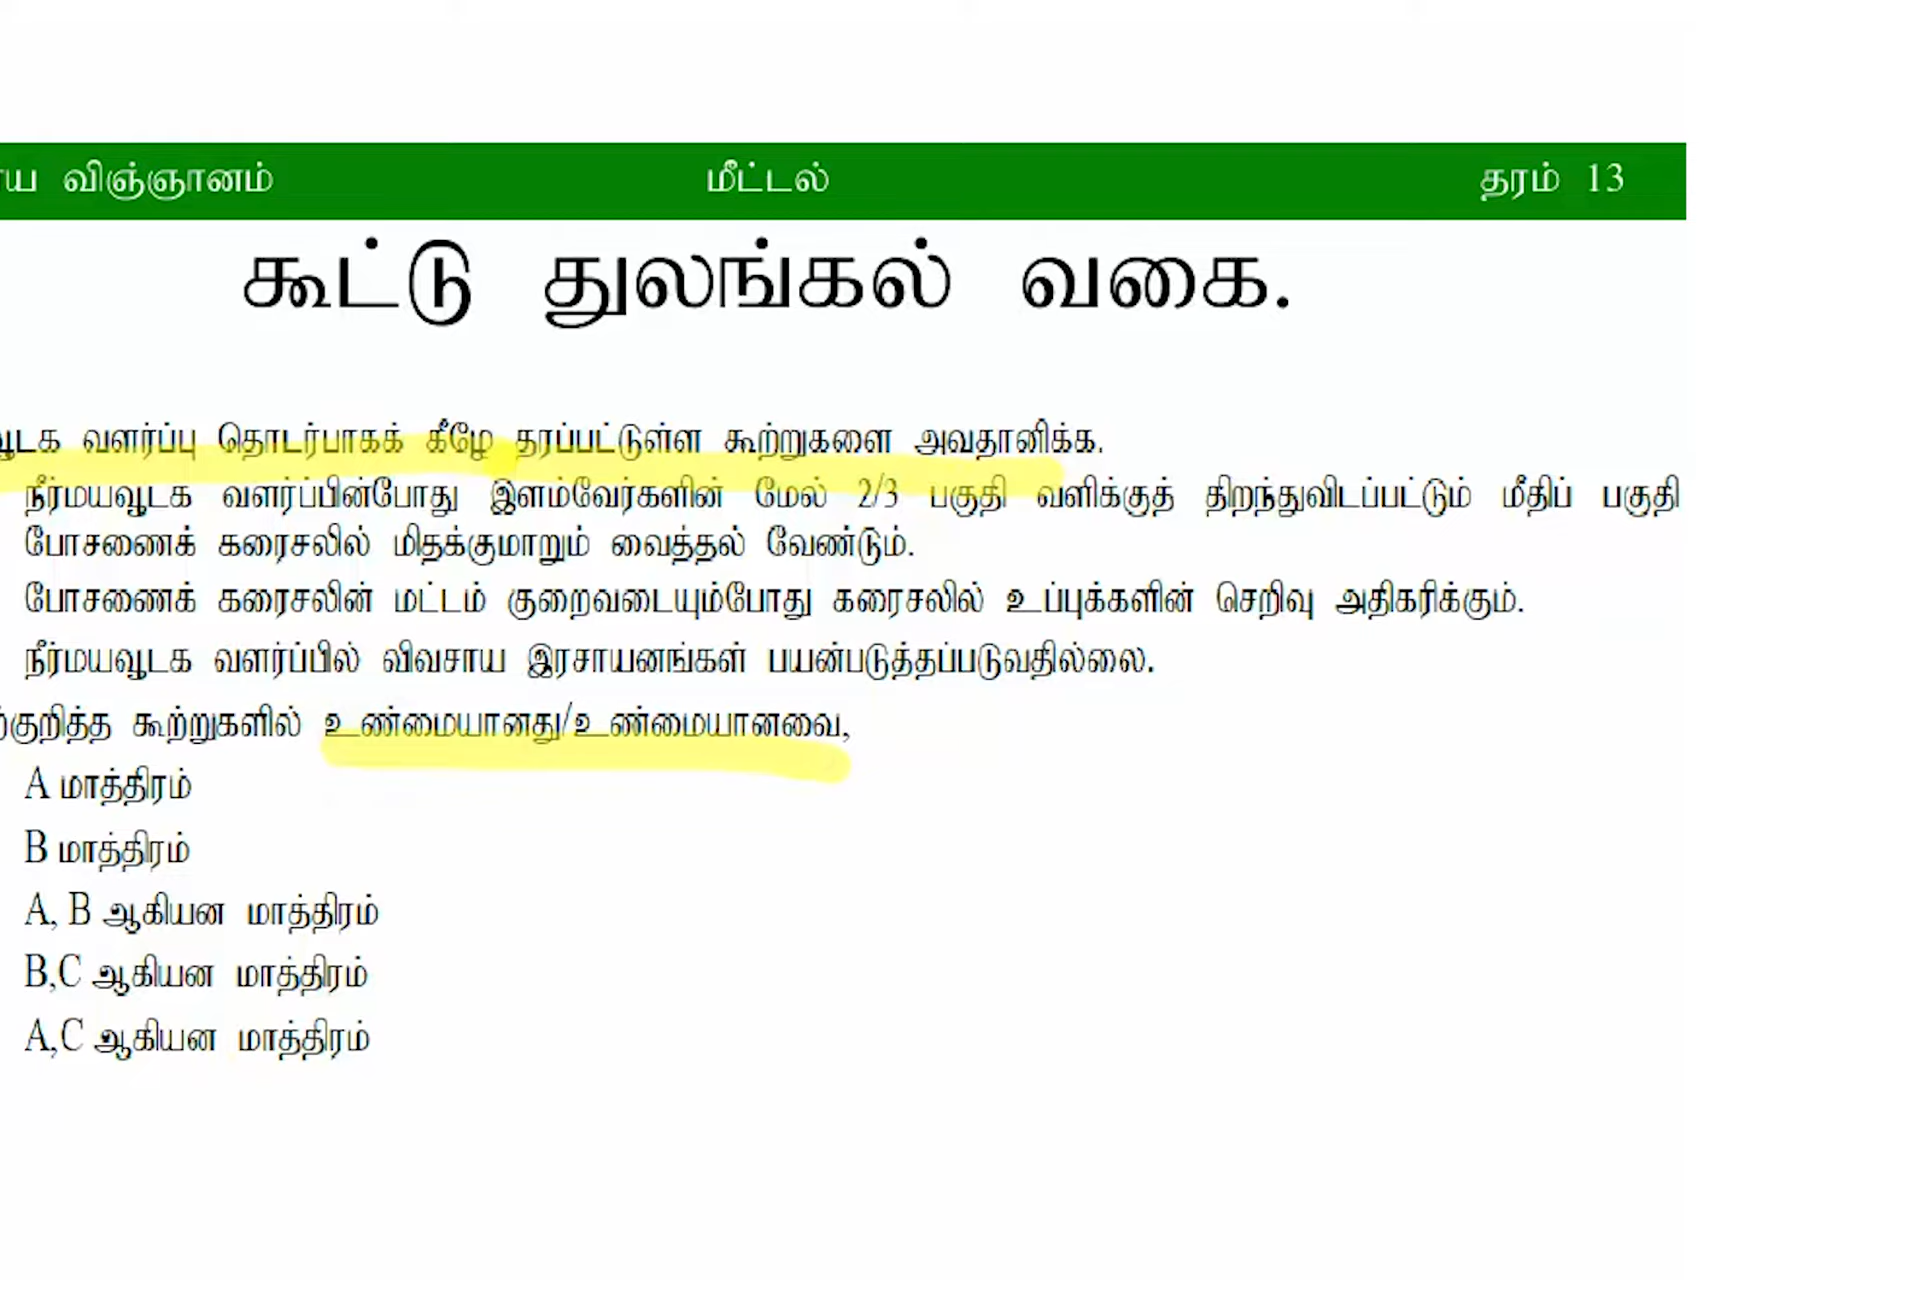 விஞ்ஞானம் மீட்டல் தரம் 13
கூட்டு துலங்கல் வகை.
வளர்ப்பு தொடர்பாகக் கீழே தரப்பட்டுள்ள கூற்றுகளை அவதானிக்க.
நீர்மயவூடக வளர்ப்பின்போது இளம்வேர்களின் மேல் 2/3 பகுதி வளிக்குத் திறந்துவிடப்பட்டும் மீதிப் பகுதி
போசணைக் கரைசலில் மிதக்குமாறும் வைத்தல் வேண்டும்.
போசணைக் கரைசலின் மட்டம் குறைவடையும்போது கரைசலில் உப்புக்களின் செறிவு அதிகரிக்கும்.
நீர்மயவூடக வளர்ப்பில் விவசாய இரசாயனங்கள் பயன்படுத்தப்படுவதில்லை.
கூற்றுகளில் உண்மையானது/உண்மையானவை,
A மாத்திரம்
B மாத்திரம்
A, B ஆகியன மாத்திரம்
B,C ஆகியன மாத்திரம்
A,C ஆகியன மாத்திரம்